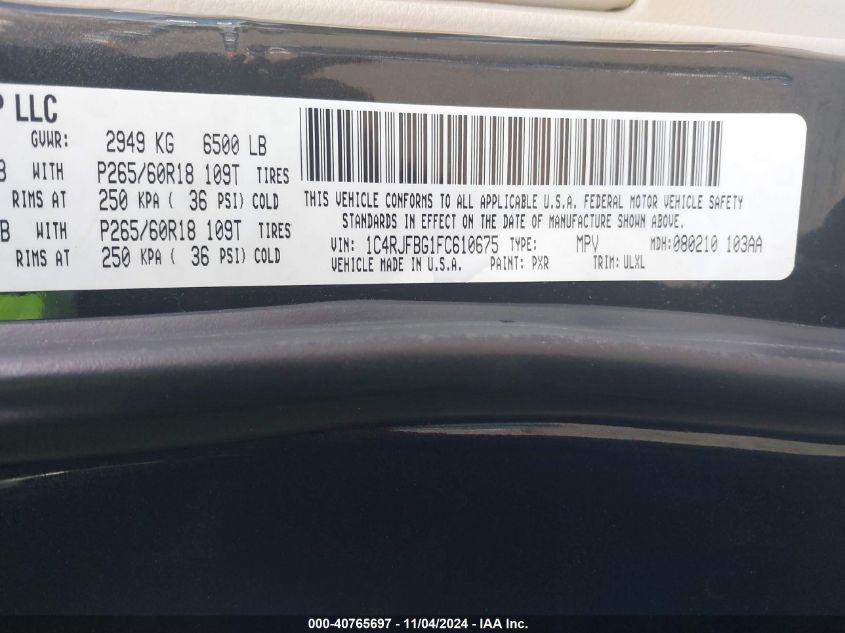 P LLC
GVWR: 2949 KG 6500 LB
WITH P265/60R18 109T TIRES
RIMS AT 250 KPA ( 36 PSI) COLD
B WITH P265/60R18 109T TIRES
RIMS AT 250 KPA ( 36 PSI) COLD
THIS VEHICLE CONFORMS TO ALL APPLICABLE U.S.A. FEDERAL MOTOR VEHICLE SAFETY
STANDARDS IN EFFECT ON THE DATE OF MANUFACTURE SHOWN ABOVE.
VIN: 1C4RJFBG1FC610675 TYPE: MPV MDH:080210 103AA
VEHICLE MADE IN U.S.A. PAINT: PXR TRIM: ULXL
000-40765697 - 11/04/2024 - IAA Inc.